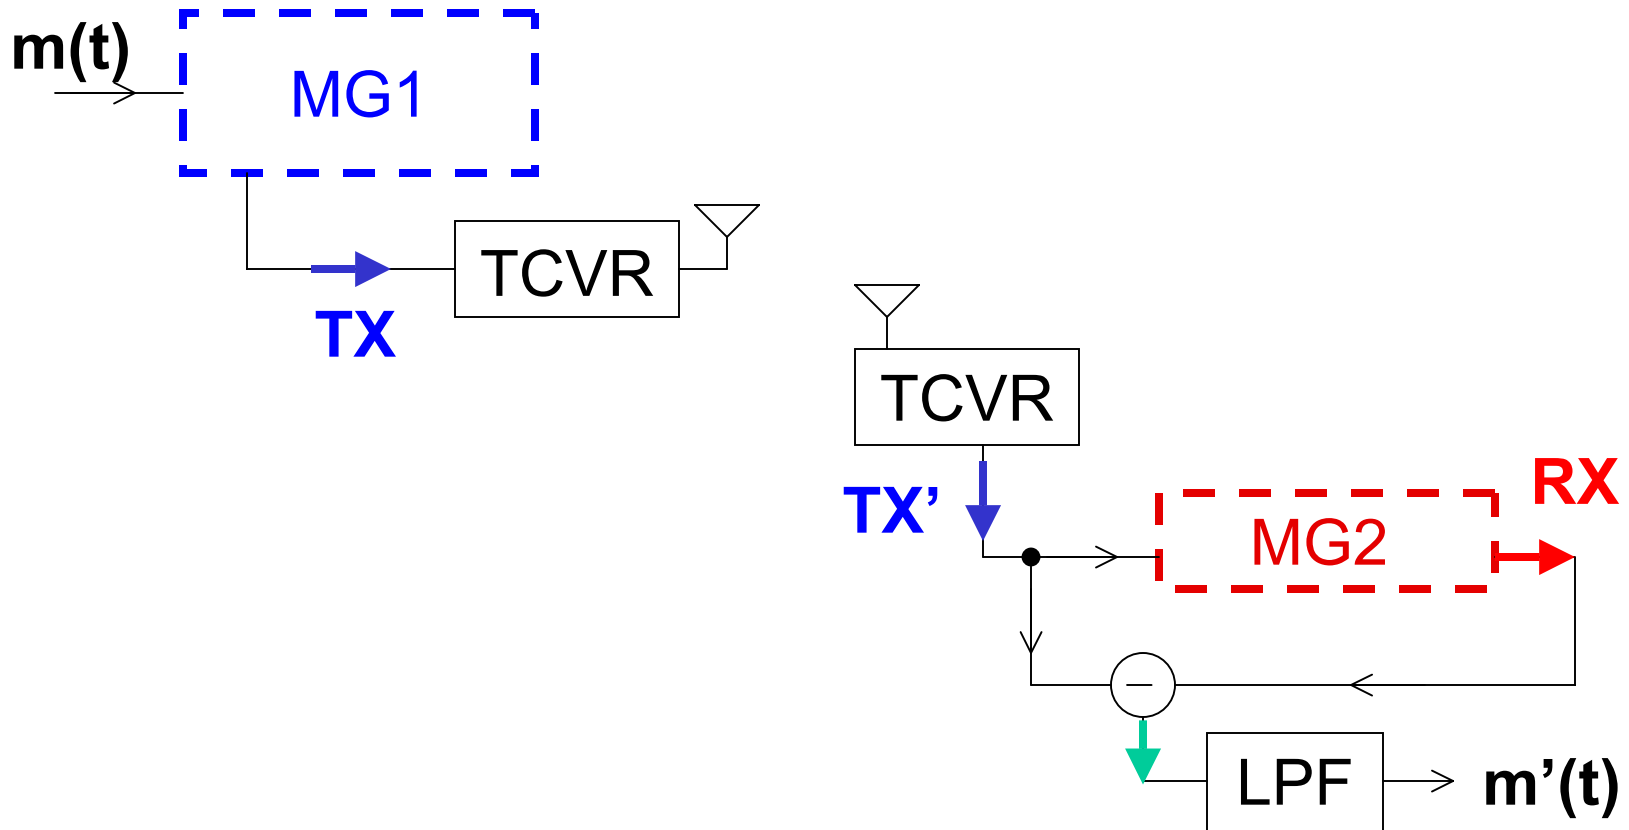 m(t)
MG1
TCVR
TX
TCVR
RX
TX’
MG2
−
LPF
m’(t)